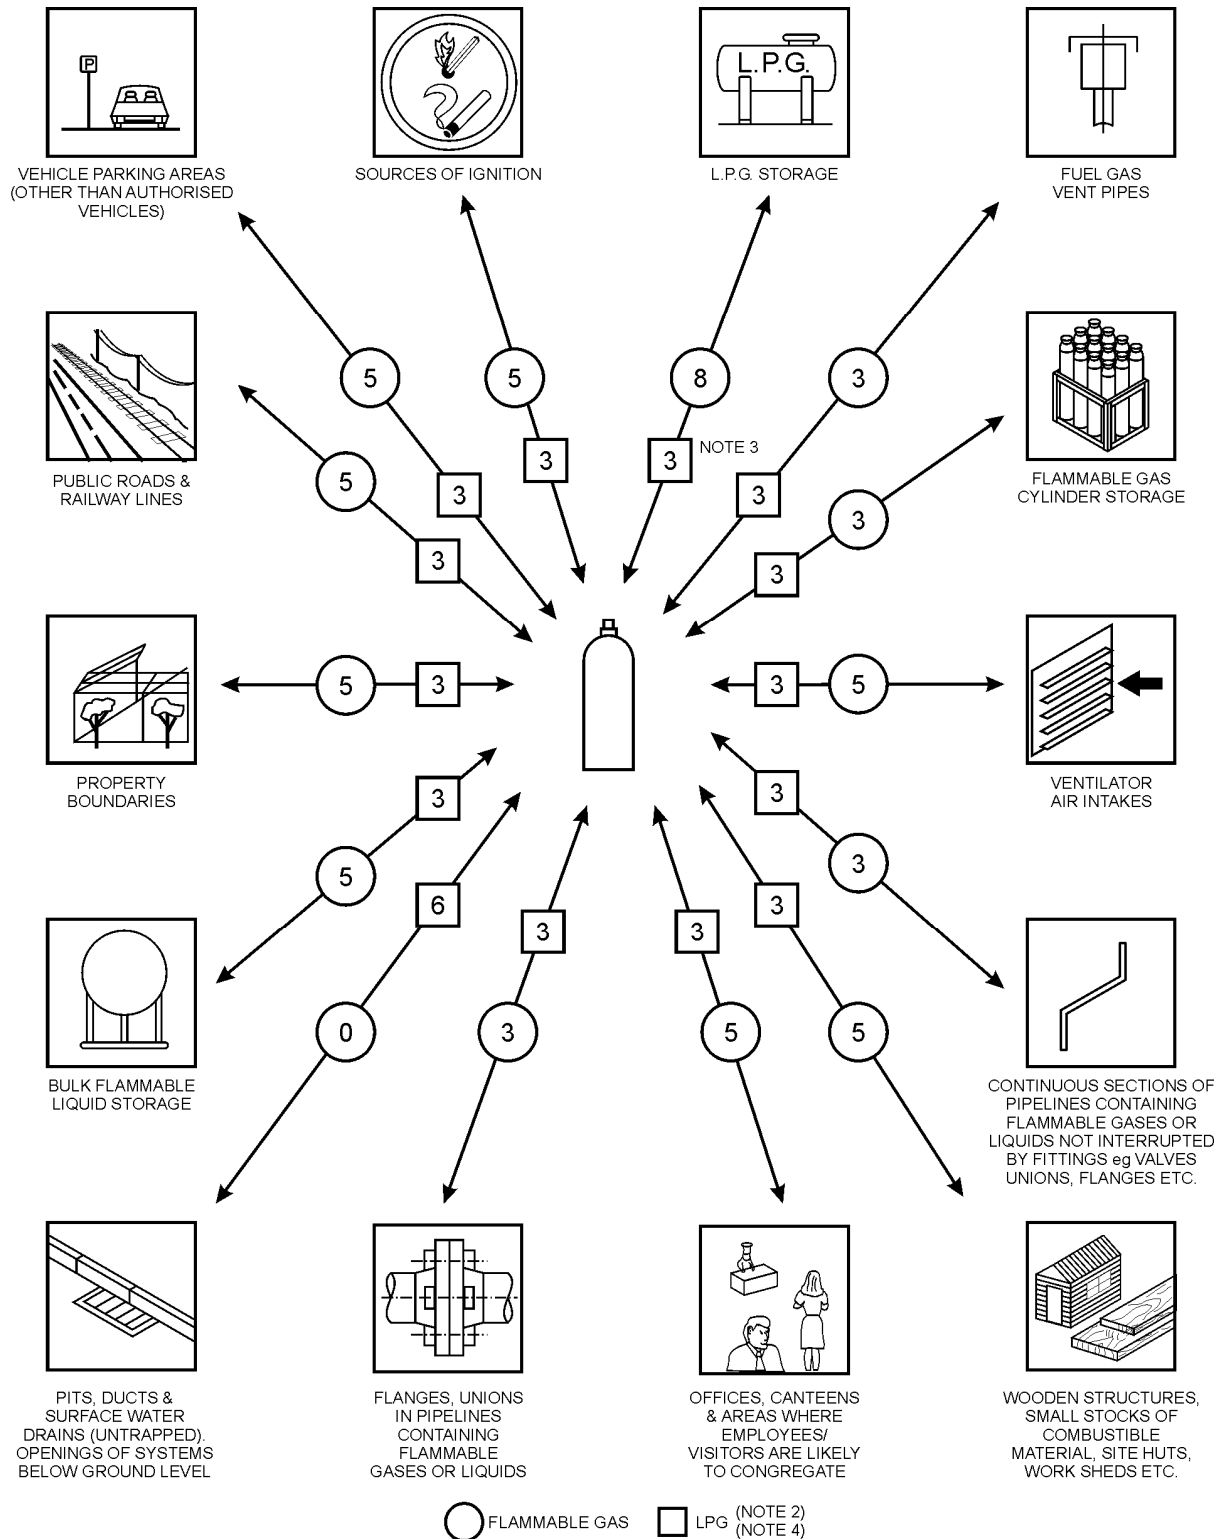 P
L.P.G.
VEHICLE PARKING AREAS
(OTHER THAN AUTHORISED
VEHICLES)
SOURCES OF IGNITION
L.P.G. STORAGE
FUEL GAS
VENT PIPES
5
5
8
3
3
3
3
NOTE 3
3
PUBLIC ROADS &
RAILWAY LINES
5
3
FLAMMABLE GAS
CYLINDER STORAGE
3
3
PROPERTY
BOUNDARIES
5
3
3
5
VENTILATOR
AIR INTAKES
3
5
3
3
BULK FLAMMABLE
LIQUID STORAGE
6
0
3
3
3
5
3
5
CONTINUOUS SECTIONS OF
PIPELINES CONTAINING
FLAMMABLE GASES OR
LIQUIDS NOT INTERRUPTED
BY FITTINGS eg VALVES
UNIONS, FLANGES ETC.
PITS, DUCTS &
SURFACE WATER
DRAINS (UNTRAPPED).
OPENINGS OF SYSTEMS
BELOW GROUND LEVEL
FLANGES, UNIONS
IN PIPELINES
CONTAINING
FLAMMABLE
GASES OR LIQUIDS
OFFICES, CANTEENS
& AREAS WHERE
EMPLOYEES/
VISITORS ARE LIKELY
TO CONGREGATE
WOODEN STRUCTURES,
SMALL STOCKS OF
COMBUSTIBLE
MATERIAL, SITE HUTS,
WORK SHEDS ETC.
FLAMMABLE GAS
LPG (NOTE 2)
(NOTE 4)